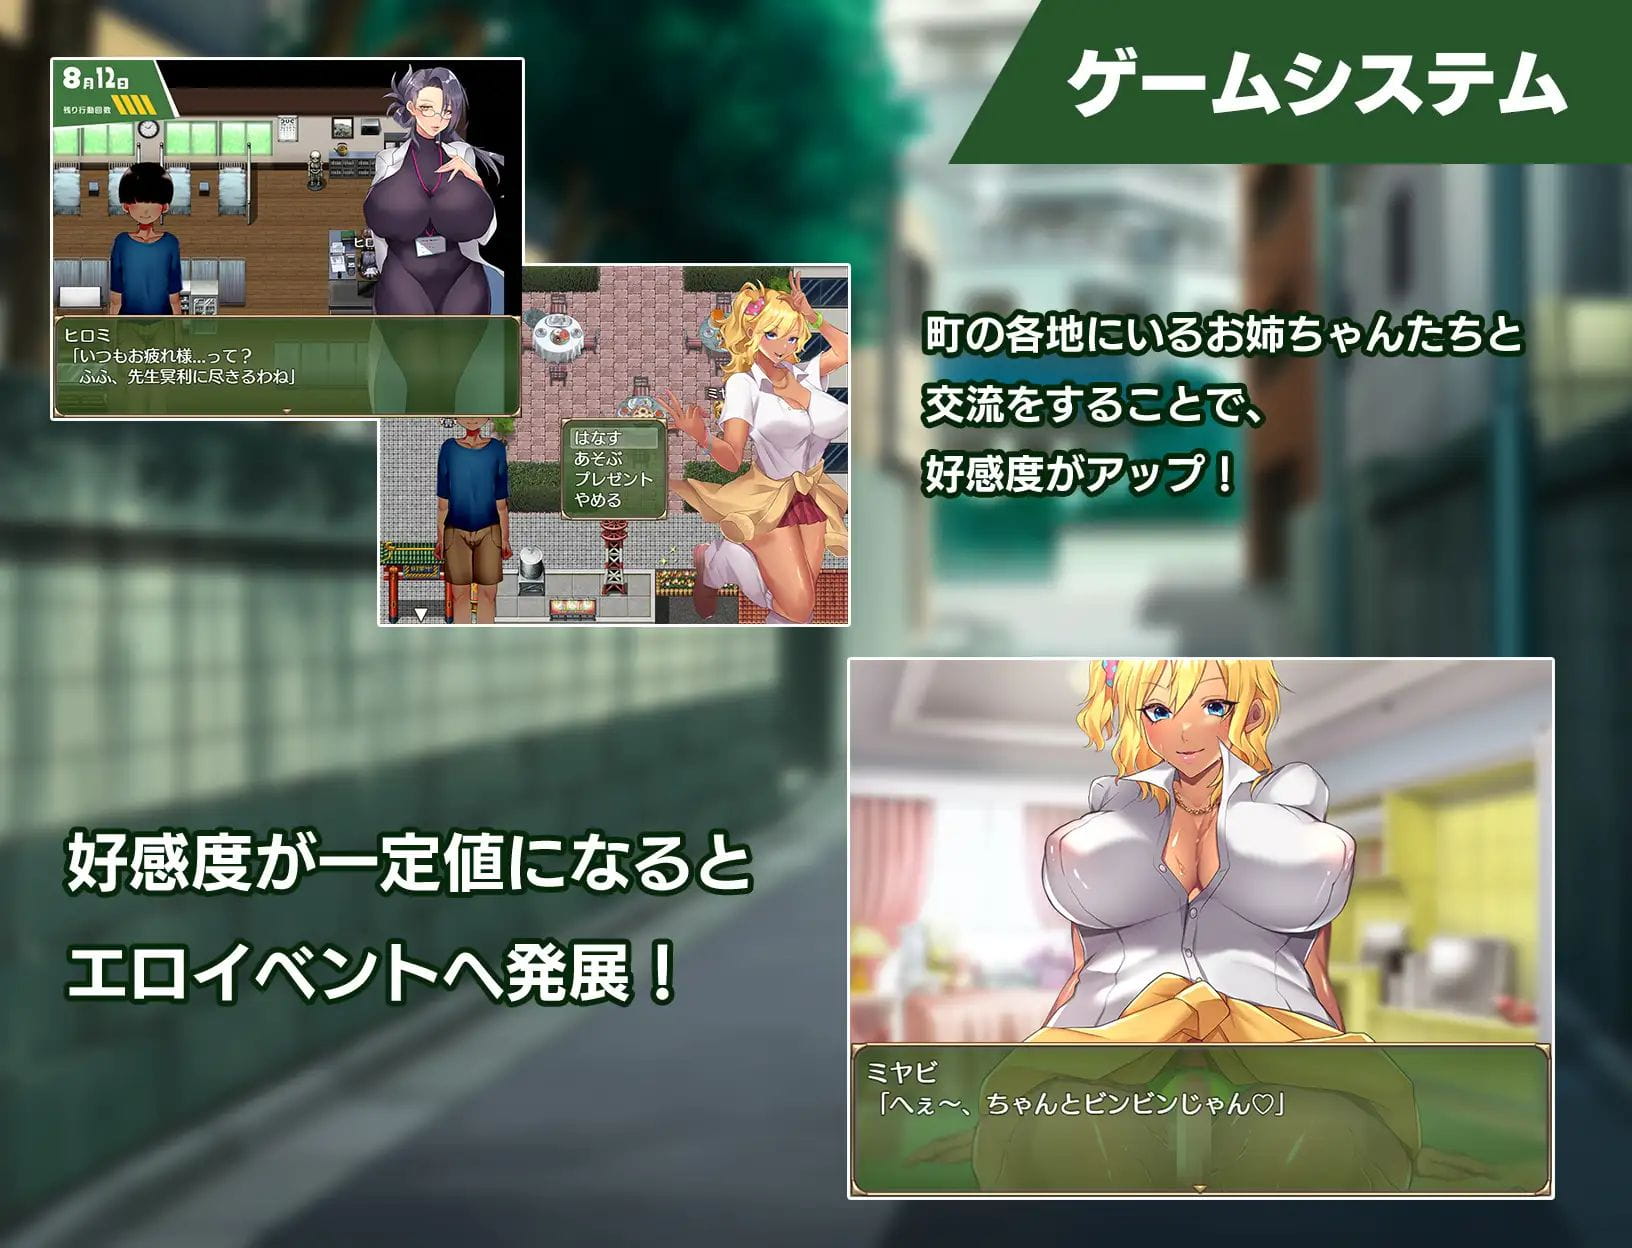 ゲームシステム
8月12日
残り行動回数
ヒロミ
「いつもお疲れ様…って？
ふふ、先生冥利に尽きるわね」
はなす
あそぶ
プレゼント
やめる
町の各地にいるお姉ちゃんたちと
交流をすることで、
好感度がアップ！
好感度が一定値になると
エロイベントへ発展！
ミヤビ
「へぇ～、ちゃんとビンビンじゃん♡」